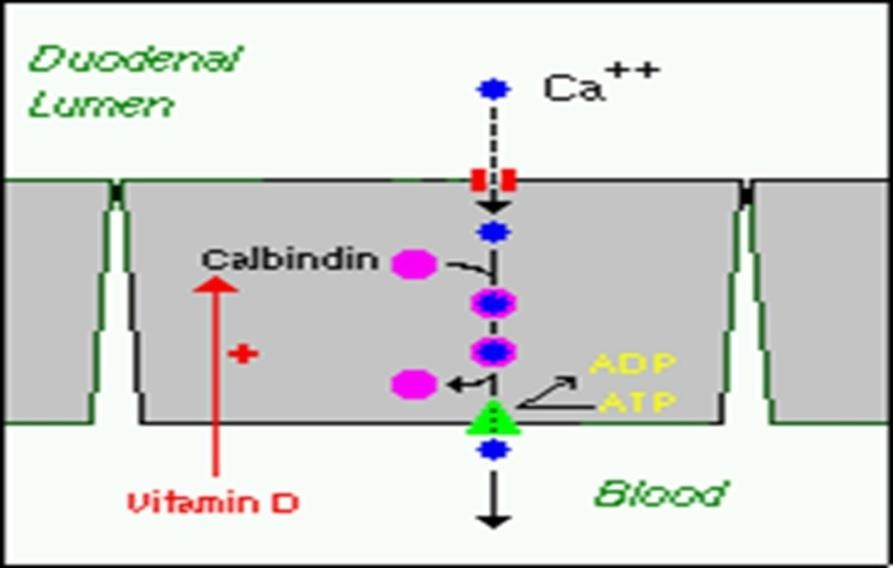 Duodenal
Lumen
Ca++
Calbindin
+
ADP
ATP
Vitamin D
Blood